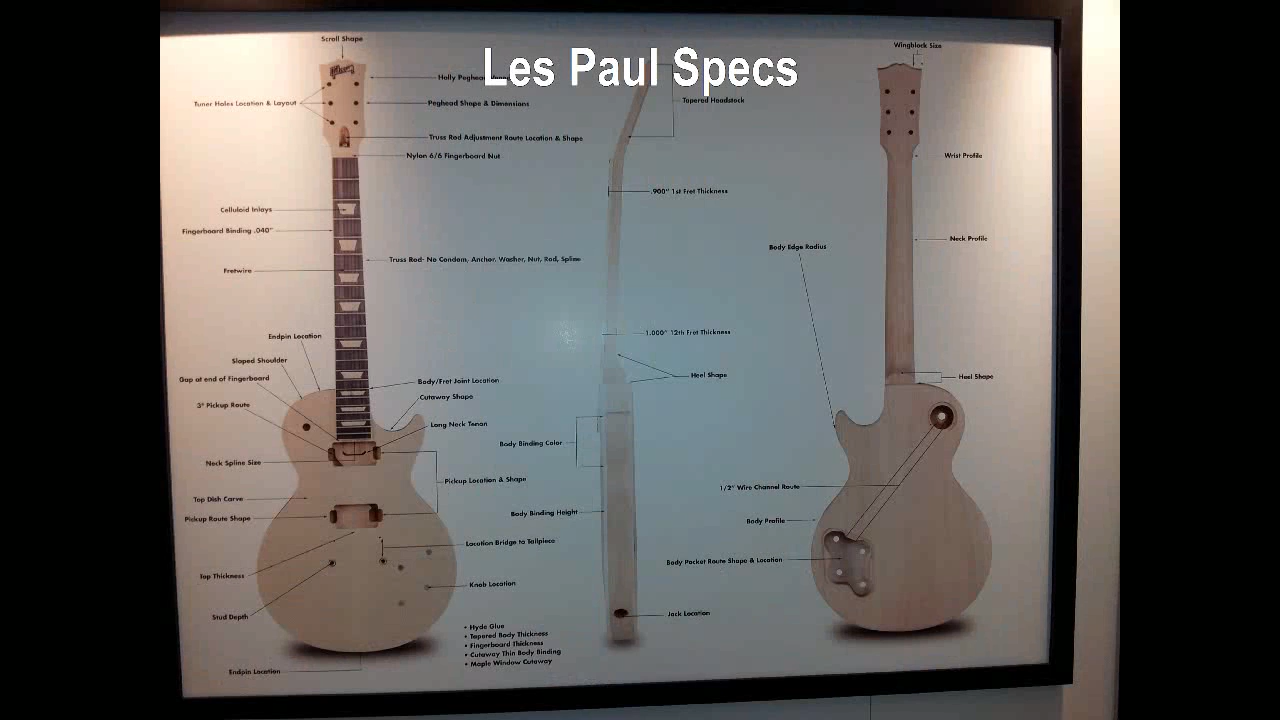 Les Paul Specs
Scroll Shape
Holly Peghead
Tuner Holes Location & Layout
Peghead Shape & Dimensions
Truss Rod Adjustment Route Location & Shape
Nylon 6/6 Fingerboard Nut
Celluloid Inlays
Fingerboard Binding .040"
Truss Rod- No Condom, Anchor, Washer, Nut, Rod, Spline
Fretwire
Endpin Location
Sloped Shoulder
Gap at end of Fingerboard
Body/Fret Joint Location
Cutaway Shape
3° Pickup Route
Long Neck Tenon
Neck Spline Size
Pickup Location & Shape
Top Dish Carve
Pickup Route Shape
Location Bridge to Tailpiece
Top Thickness
Knob Location
Stud Depth
Endpin Location
• Hyde Glue
• Tapered Body Thickness
• Fingerboard Thickness
• Cutaway Thin Body Binding
• Maple Window Cutaway
Tapered Headstock
.900" 1st Fret Thickness
1.000" 12th Fret Thickness
Heel Shape
Body Binding Color
Body Binding Height
Jack Location
Wingblock Size
Wrist Profile
Neck Profile
Body Edge Radius
Heel Shape
1/2" Wire Channel Route
Body Profile
Body Pocket Route Shape & Location